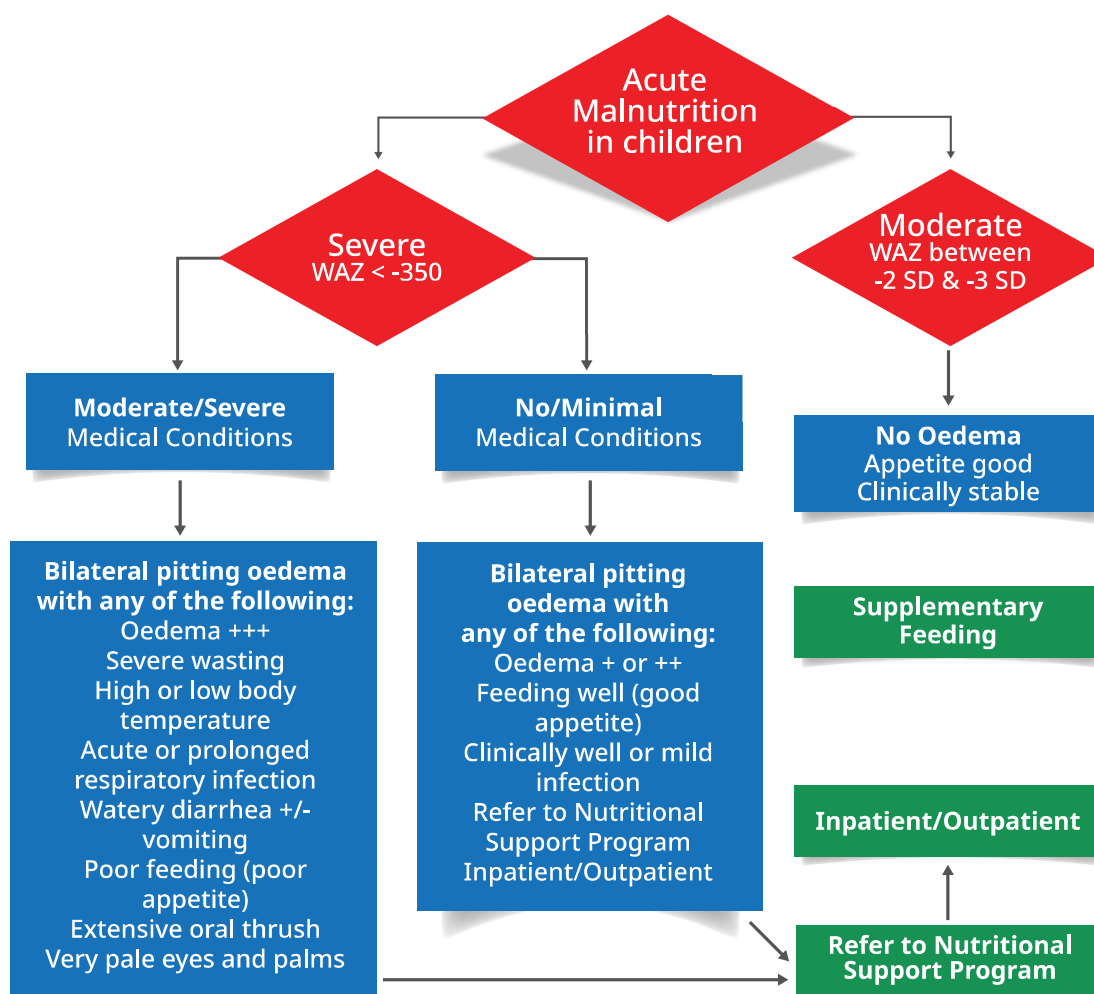 Acute
Malnutrition
in children
Severe
WAZ < -350
Moderate
WAZ between
-2 SD & -3 SD
Moderate/Severe
Medical Conditions
No/Minimal
Medical Conditions
No Oedema
Appetite good
Clinically stable
Bilateral pitting oedema
with any of the following:
Oedema +++
Severe wasting
High or low body
temperature
Acute or prolonged
respiratory infection
Watery diarrhea +/-
vomiting
Poor feeding (poor
appetite)
Extensive oral thrush
Very pale eyes and palms
Bilateral pitting
oedema with
any of the following:
Oedema + or ++
Feeding well (good
appetite)
Clinically well or mild
infection
Refer to Nutritional
Support Program
Inpatient/Outpatient
Supplementary
Feeding
Inpatient/Outpatient
Refer to Nutritional
Support Program